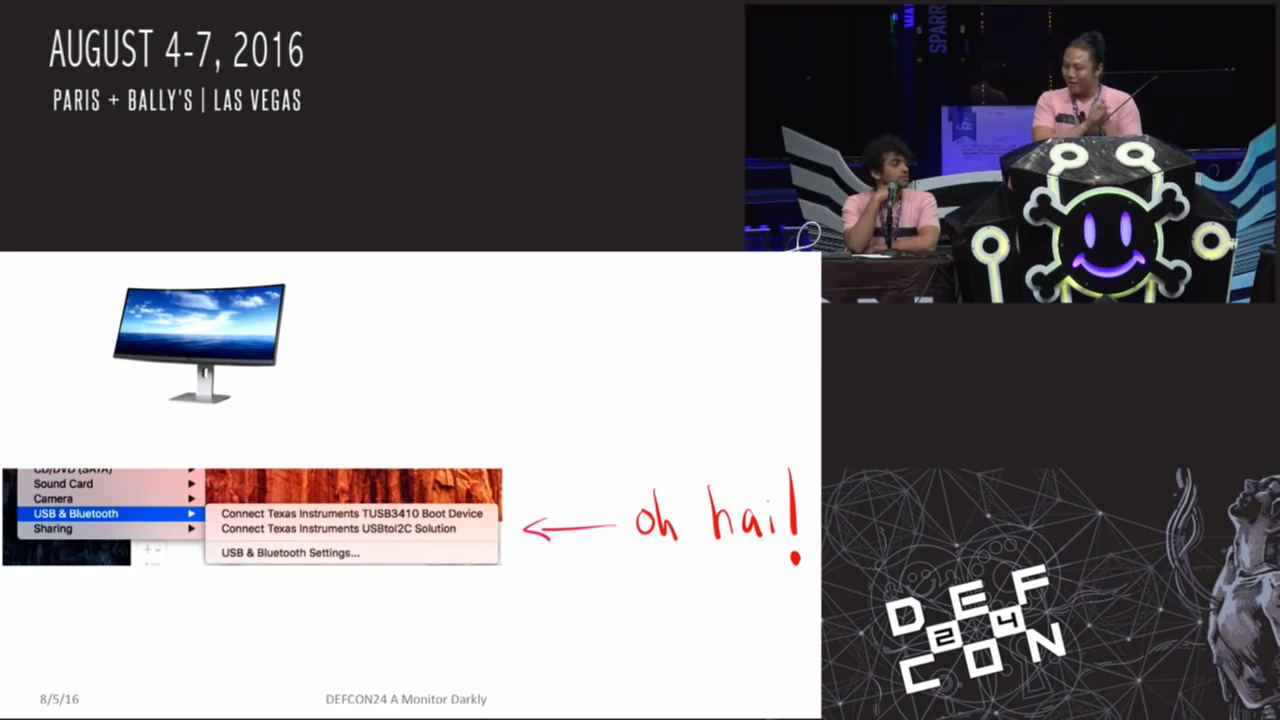 AUGUST 4-7, 2016
PARIS + BALLY'S | LAS VEGAS
SPARR
CD/DVD (SATA)
Sound Card
Camera
USB & Bluetooth
Sharing
Connect Texas Instruments TUSB3410 Boot Device
Connect Texas Instruments USBtoI2C Solution
USB & Bluetooth Settings...
oh hai!
8/5/16
DEFCON24 A Monitor Darkly
DEF
24
CON